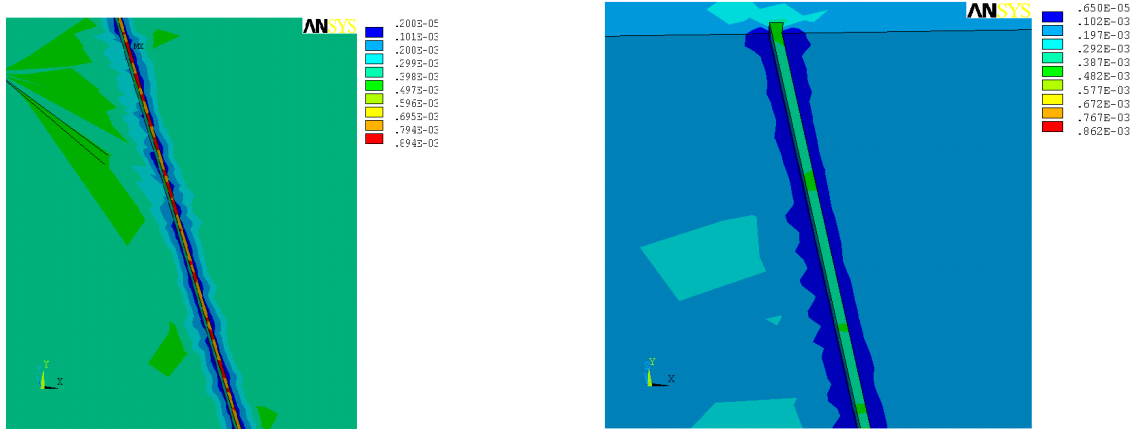 ANSYS
.200E-05
.101E-03
.200E-03
.299E-03
.398E-03
.497E-03
.596E-03
.695E-03
.794E-03
.894E-03
MX
Y
X
ANSYS
.650E-05
.102E-03
.197E-03
.292E-03
.387E-03
.482E-03
.577E-03
.672E-03
.767E-03
.862E-03
Y
X